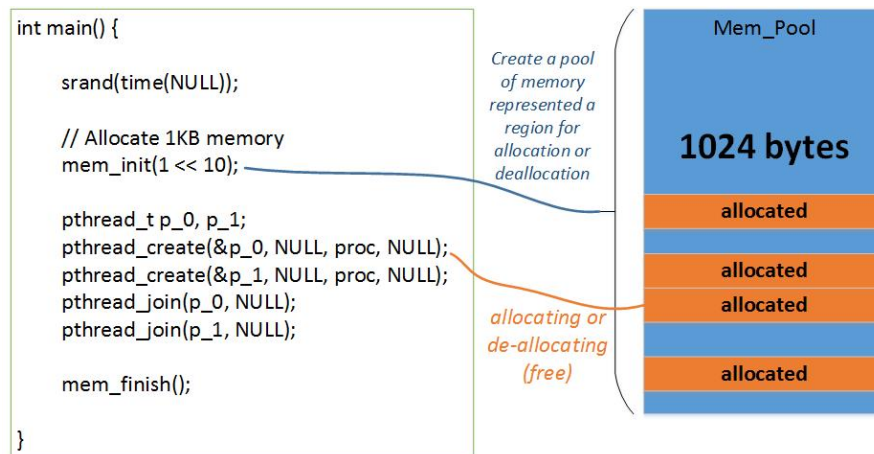 int main() {
srand(time(NULL));
// Allocate 1KB memory
mem_init(1 << 10);
pthread_t p_0, p_1;
pthread_create(&p_0, NULL, proc, NULL);
pthread_create(&p_1, NULL, proc, NULL);
pthread_join(p_0, NULL);
pthread_join(p_1, NULL);
mem_finish();
}
Create a pool
of memory
represented a
region for
allocation or
deallocation
allocating or
de-allocating
(free)
Mem_Pool
1024 bytes
allocated
allocated
allocated
allocated